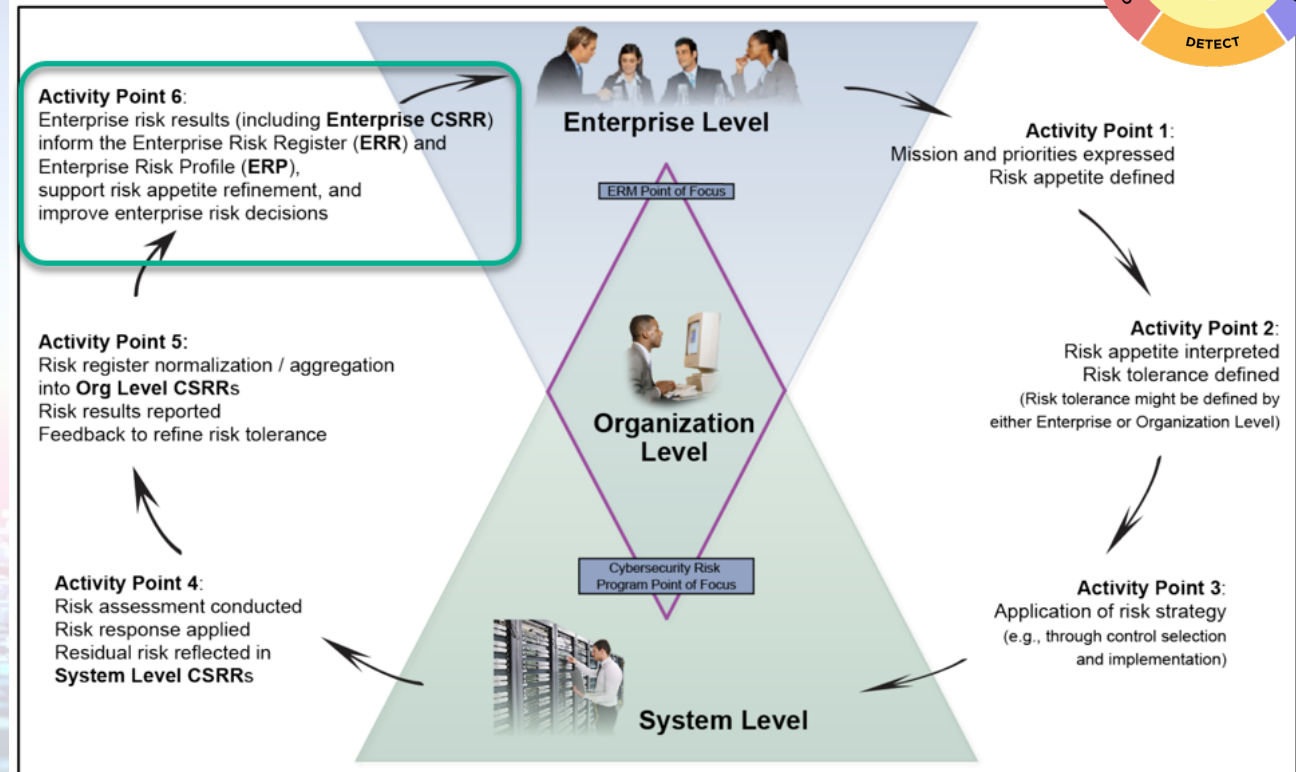 DETECT
Activity Point 6:
Enterprise risk results (including Enterprise CSRR)
inform the Enterprise Risk Register (ERR) and
Enterprise Risk Profile (ERP),
support risk appetite refinement, and
improve enterprise risk decisions
Enterprise Level
ERM Point of Focus
Activity Point 1:
Mission and priorities expressed
Risk appetite defined
Activity Point 2:
Risk appetite interpreted
Risk tolerance defined
(Risk tolerance might be defined by
either Enterprise or Organization Level)
Activity Point 5:
Risk register normalization / aggregation
into Org Level CSRRs
Risk results reported
Feedback to refine risk tolerance
Organization
Level
Cybersecurity Risk
Program Point of Focus
Activity Point 3:
Application of risk strategy
(e.g., through control selection
and implementation)
Activity Point 4:
Risk assessment conducted
Risk response applied
Residual risk reflected in
System Level CSRRs
System Level